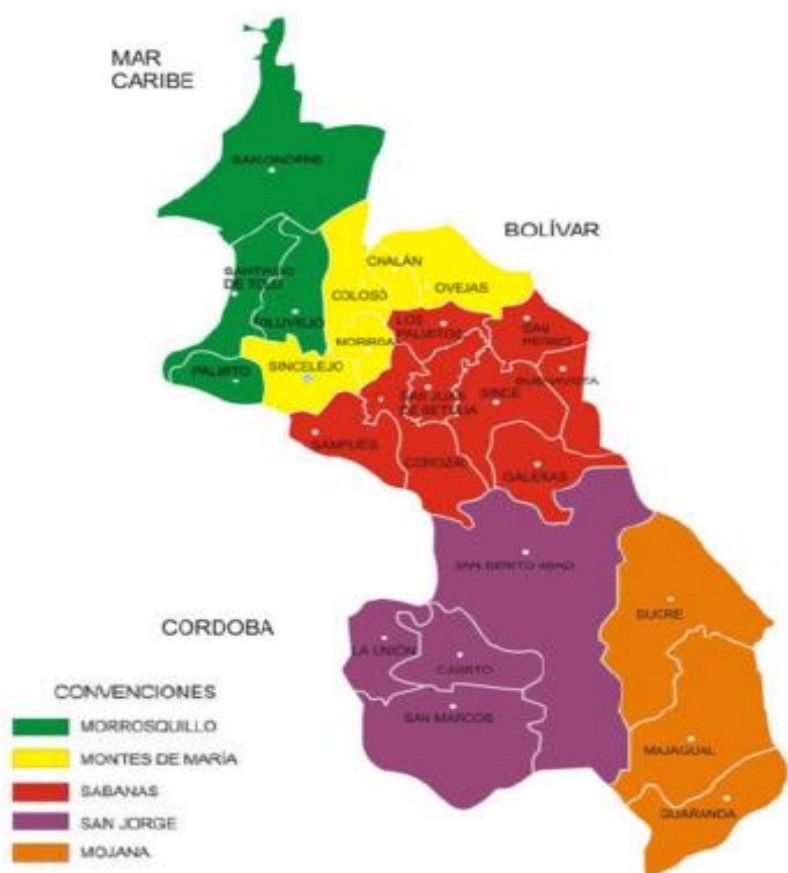 MAR
CARIBE
SAN ONOFRE
BOLÍVAR
CHALÁN
SANTIAGO
DE TOLU
COLOSÓ
OVEJAS
TOLUVIEJO
LOS
PALMITOS
SAN
PEDRO
MORROA
SINCELEJO
PALMITO
BUENAVISTA
SAN JUAN
DE BETULIA
SINCÉ
SAMPUÉS
COROZAL
GALERAS
SAN BENITO ABAD
SUCRE
CORDOBA
LA UNIÓN
CAIMITO
SAN MARCOS
MAJAGUAL
GUARANDA
CONVENCIONES
MORROSQUILLO
MONTES DE MARÍA
SABANAS
SAN JORGE
MOJANA